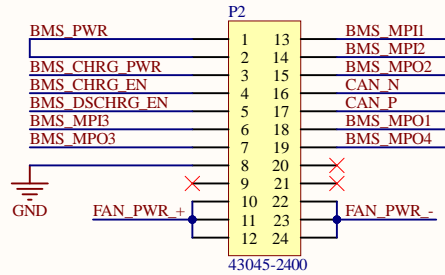 P2
BMS_PWR 1 13 BMS_MPI1
2 14 BMS_MPI2
BMS_CHRG_PWR 3 15 BMS_MPO2
BMS_CHRG_EN 4 16 CAN_N
BMS_DSCHRG_EN 5 17 CAN_P
BMS_MPI3 6 18 BMS_MPO1
BMS_MPO3 7 19 BMS_MPO4
8 20
9 21
GND
10 22
FAN_PWR_+ 11 23 FAN_PWR_-
12 24
43045-2400